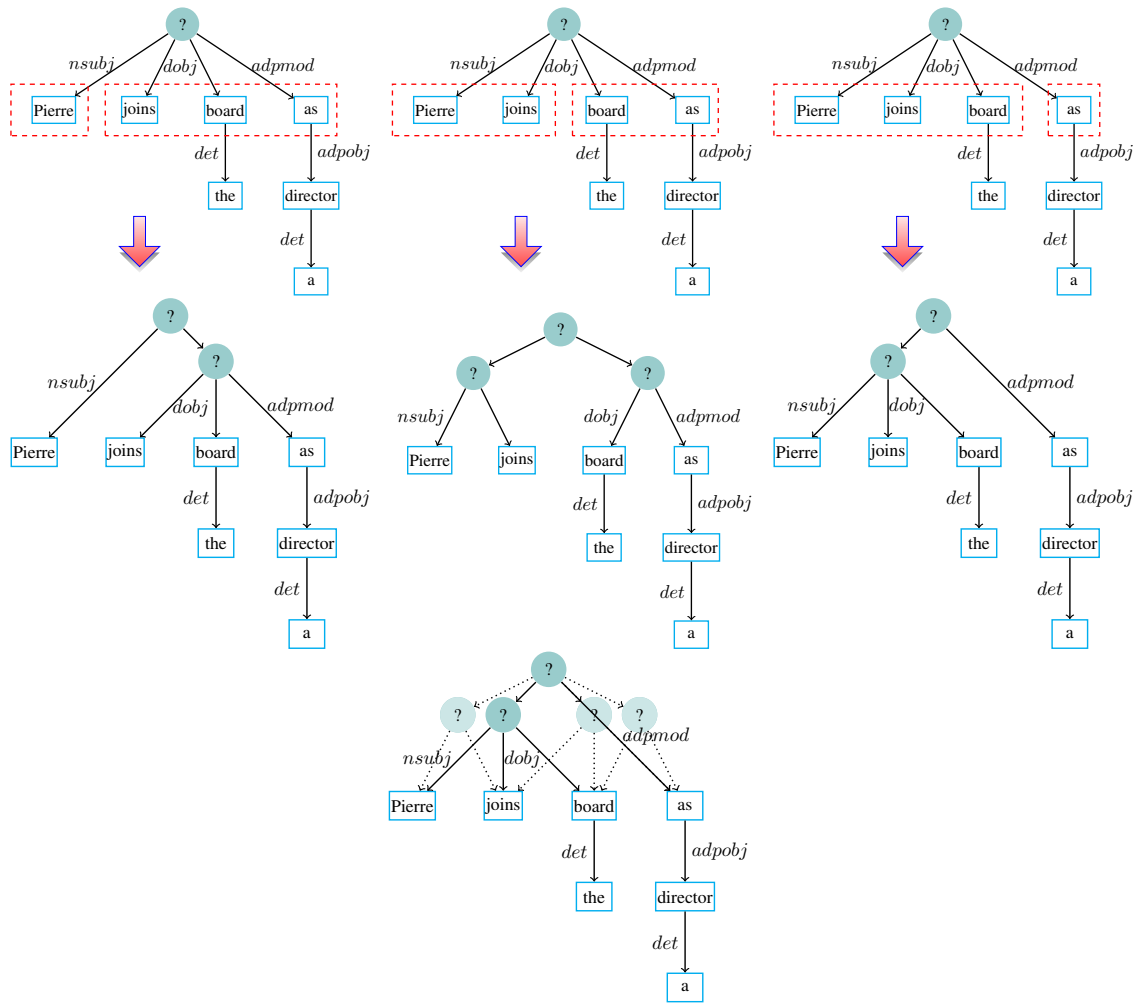 ? ? ?
nsubj dobj adpmod nsubj dobj adpmod nsubj dobj adpmod
Pierre joins board as Pierre joins board as Pierre joins board as
det adpobj det adpobj det adpobj
the director the director the director
det det det
a a a
? ? ?
? ? ? ?
nsubj dobj adpmod nsubj dobj adpmod nsubj dobj adpmod
Pierre joins board as Pierre joins board as Pierre joins board as
det adpobj det adpobj det adpobj
the director the director the director
det det det
a a a
?
? ? ? ?
nsubj dobj adpmod
Pierre joins board as
det adpobj
the director
det
a